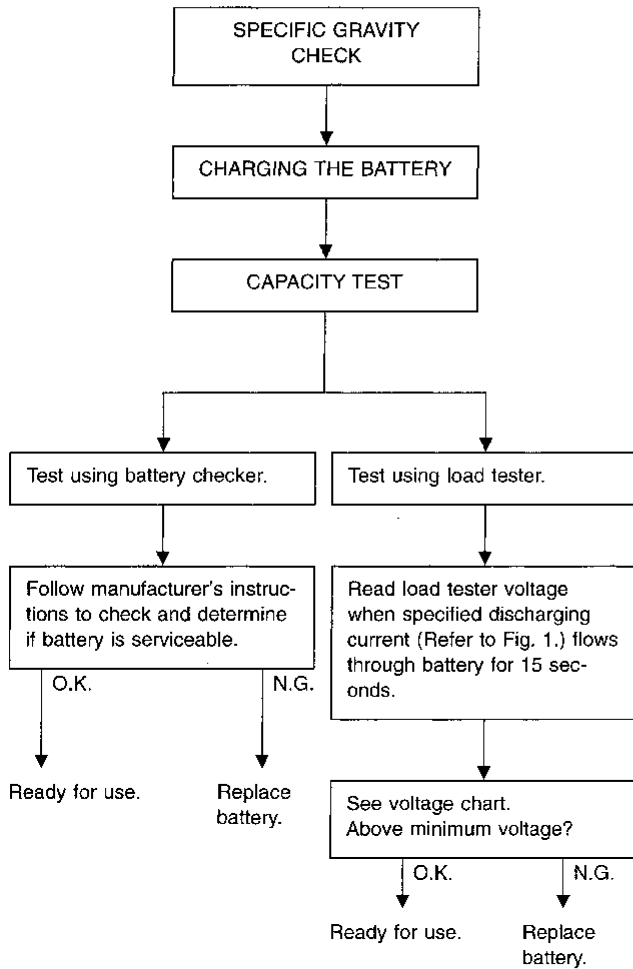 SPECIFIC GRAVITY
CHECK
CHARGING THE BATTERY
CAPACITY TEST
Test using battery checker.
Test using load tester.
Follow manufacturer's instruc-
tions to check and determine
if battery is serviceable.
Read load tester voltage
when specified discharging
current (Refer to Fig. 1.) flows
through battery for 15 sec-
onds.
O.K.
N.G.
Ready for use.
Replace
battery.
See voltage chart.
Above minimum voltage?
O.K.
N.G.
Ready for use.
Replace
battery.